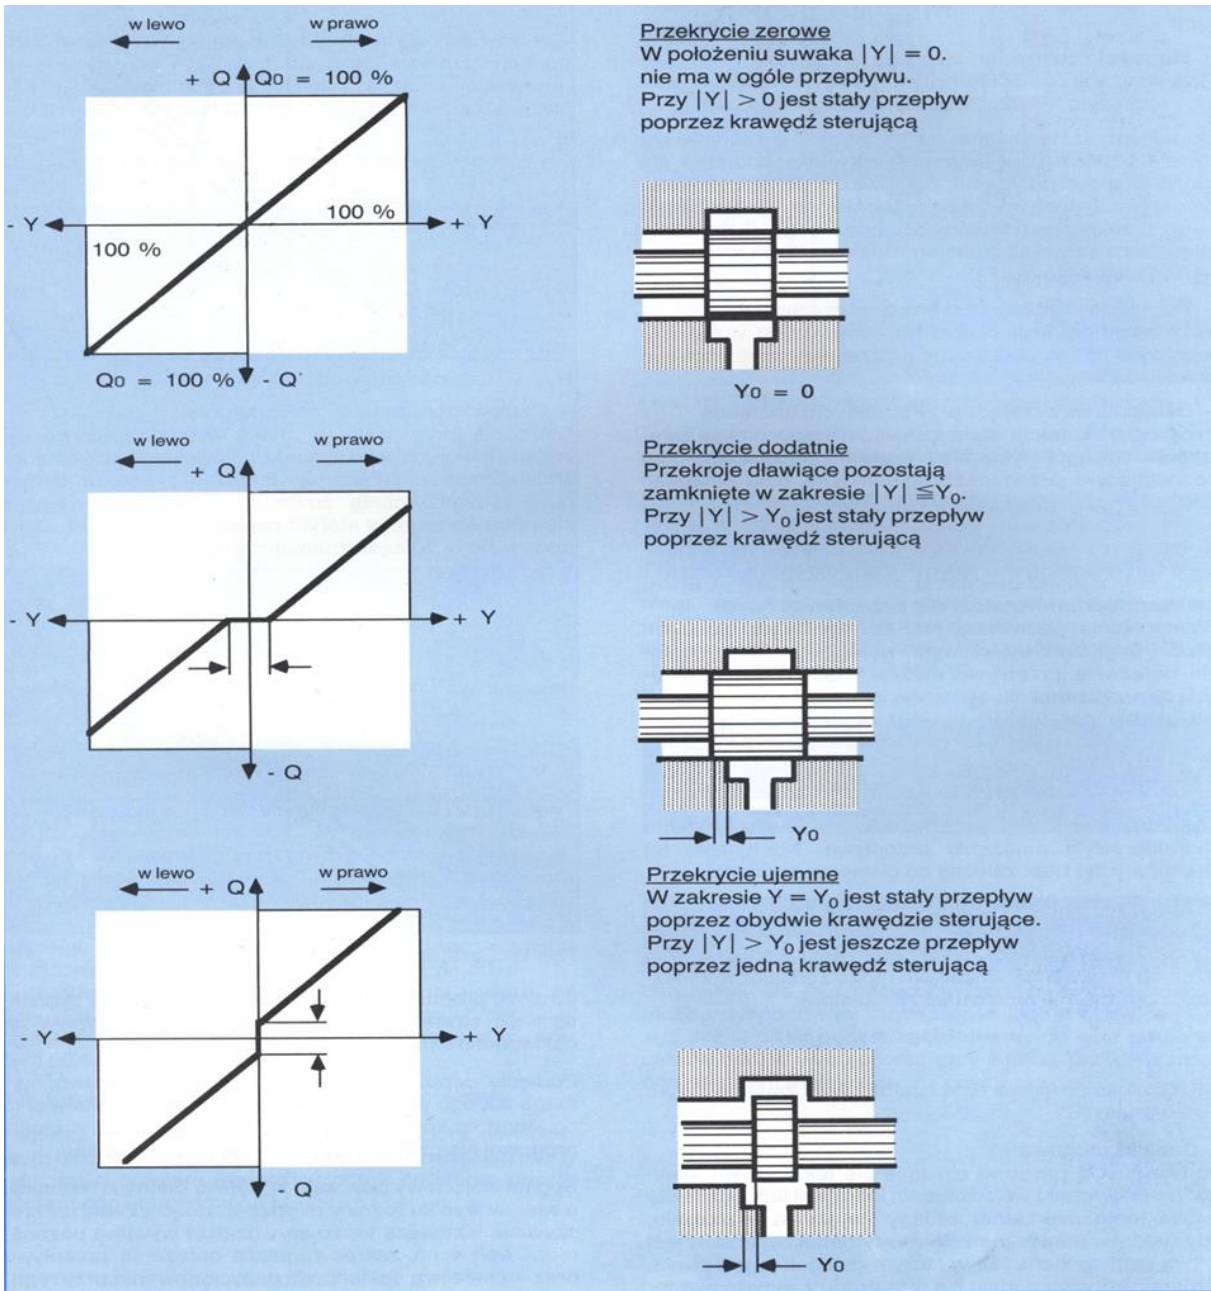 w lewo
w prawo
+ Q
Q0 = 100 %
- Y
100 %
+ Y
100 %
Q0 = 100 %
- Q
Przekrycie zerowe
W położeniu suwaka |Y| = 0.
nie ma w ogóle przepływu.
Przy |Y| > 0 jest stały przepływ
poprzez krawędź sterującą
Y0 = 0
w lewo
w prawo
+ Q
- Y
+ Y
- Q
Przekrycie dodatnie
Przekroje dławiące pozostają
zamknięte w zakresie |Y| ≦Y0.
Przy |Y| > Y0 jest stały przepływ
poprzez krawędź sterującą
Y0
w lewo
w prawo
+ Q
- Y
+ Y
- Q
Przekrycie ujemne
W zakresie Y = Y0 jest stały przepływ
poprzez obydwie krawędzie sterujące.
Przy |Y| > Y0 jest jeszcze przepływ
poprzez jedną krawędź sterującą
Y0